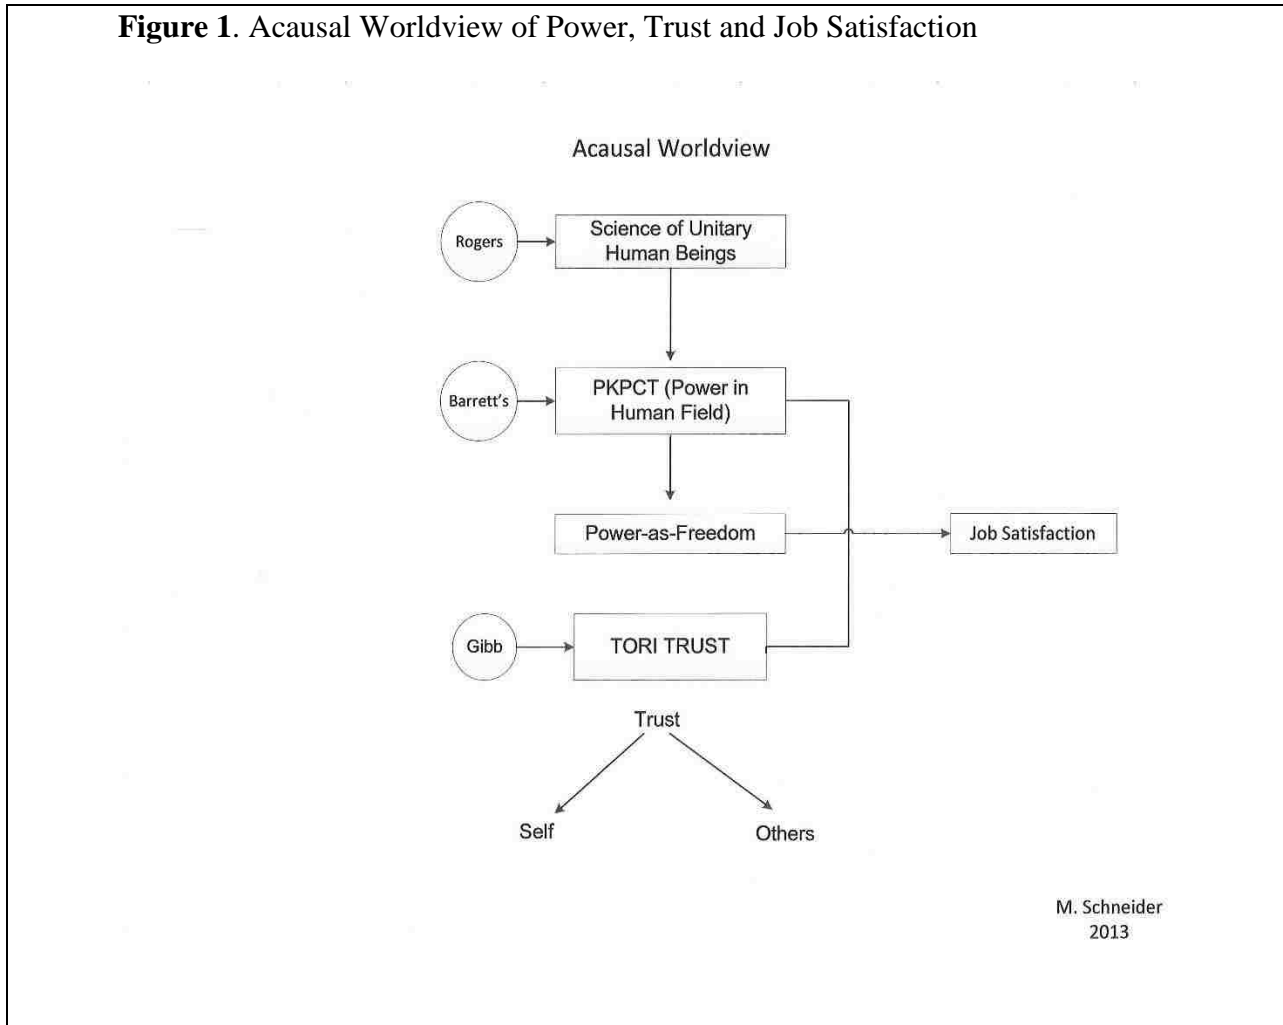 Figure 1. Acausal Worldview of Power, Trust and Job Satisfaction
Acausal Worldview
Rogers
Science of Unitary
Human Beings
Barrett's
PKPCT (Power in
Human Field)
Power-as-Freedom
Job Satisfaction
Gibb
TORI TRUST
Trust
Self
Others
M. Schneider
2013